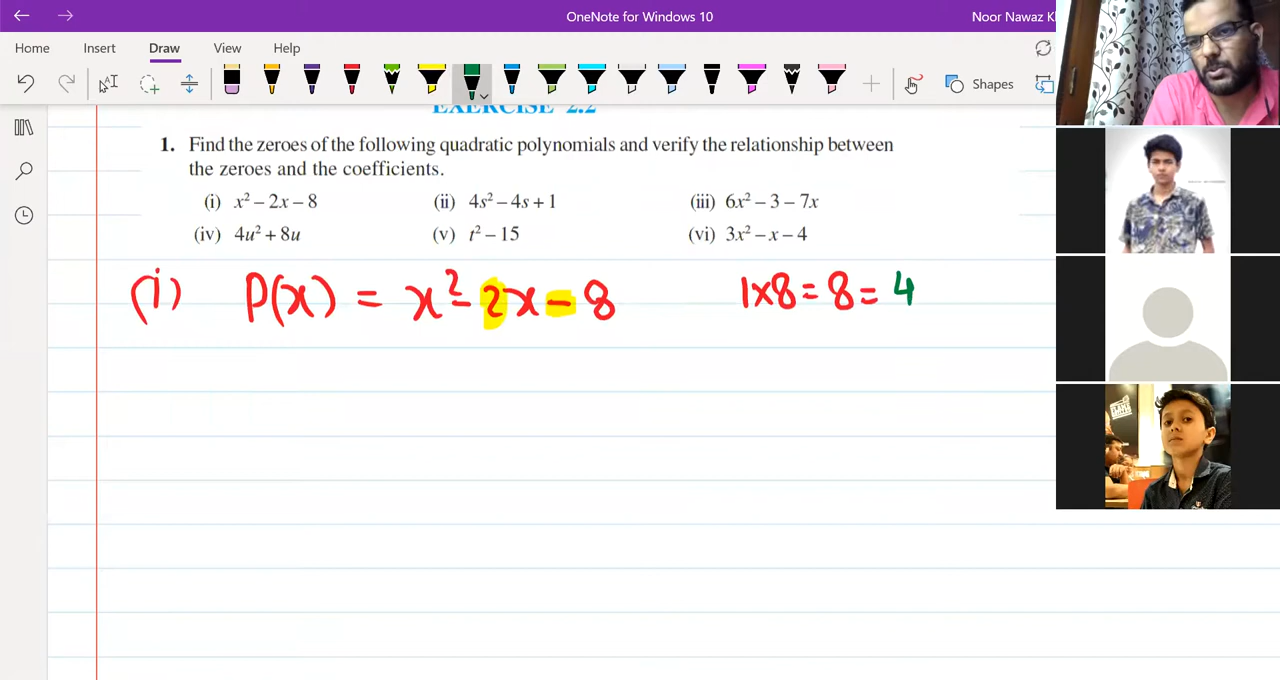 OneNote for Windows 10
Noor Nawaz Kh
Home Insert Draw View Help
Shapes
EXERCISE 2.2
1. Find the zeroes of the following quadratic polynomials and verify the relationship between
the zeroes and the coefficients.
(i) x² – 2x – 8 (ii) 4s² – 4s + 1 (iii) 6x² – 3 – 7x
(iv) 4u² + 8u (v) t² – 15 (vi) 3x² – x – 4
(i) P(x) = x² - 2x - 8 1x8 = 8 = 4